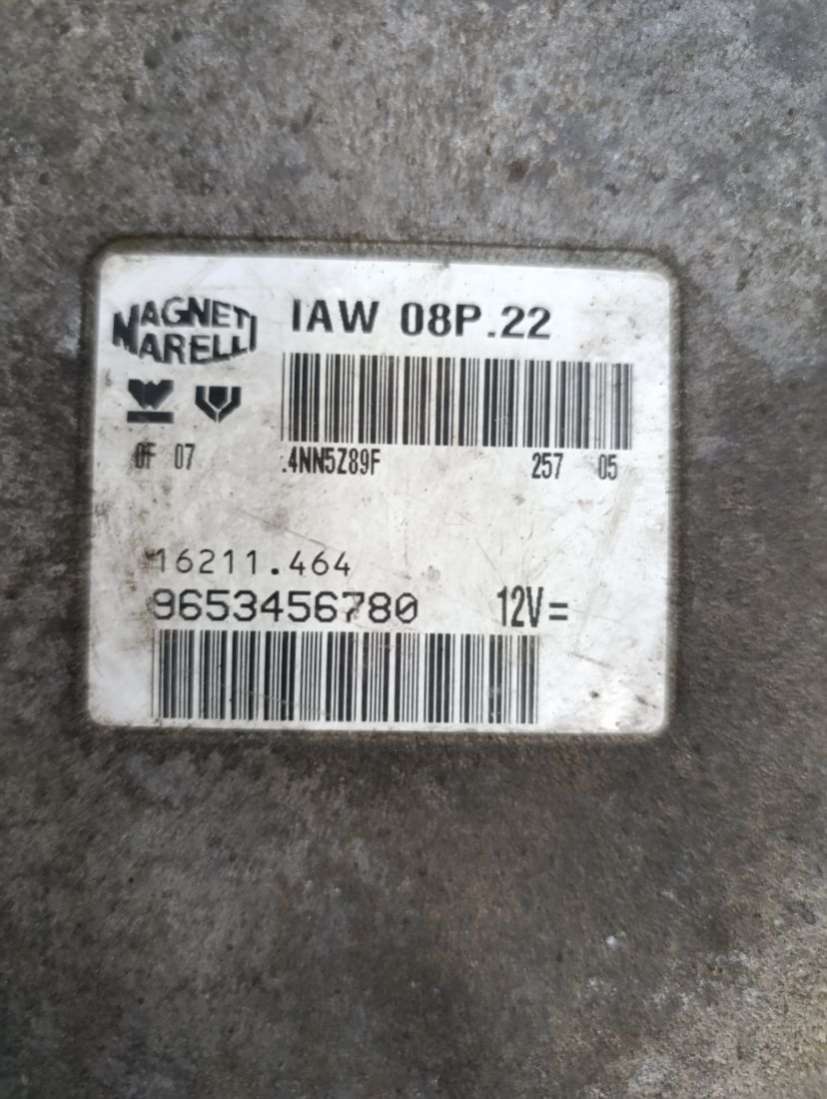 MAGNETI
MARELLI
IAW 08P.22
0F 07 .4NN5Z89F 257 05
16211.464
9653456780 12V=